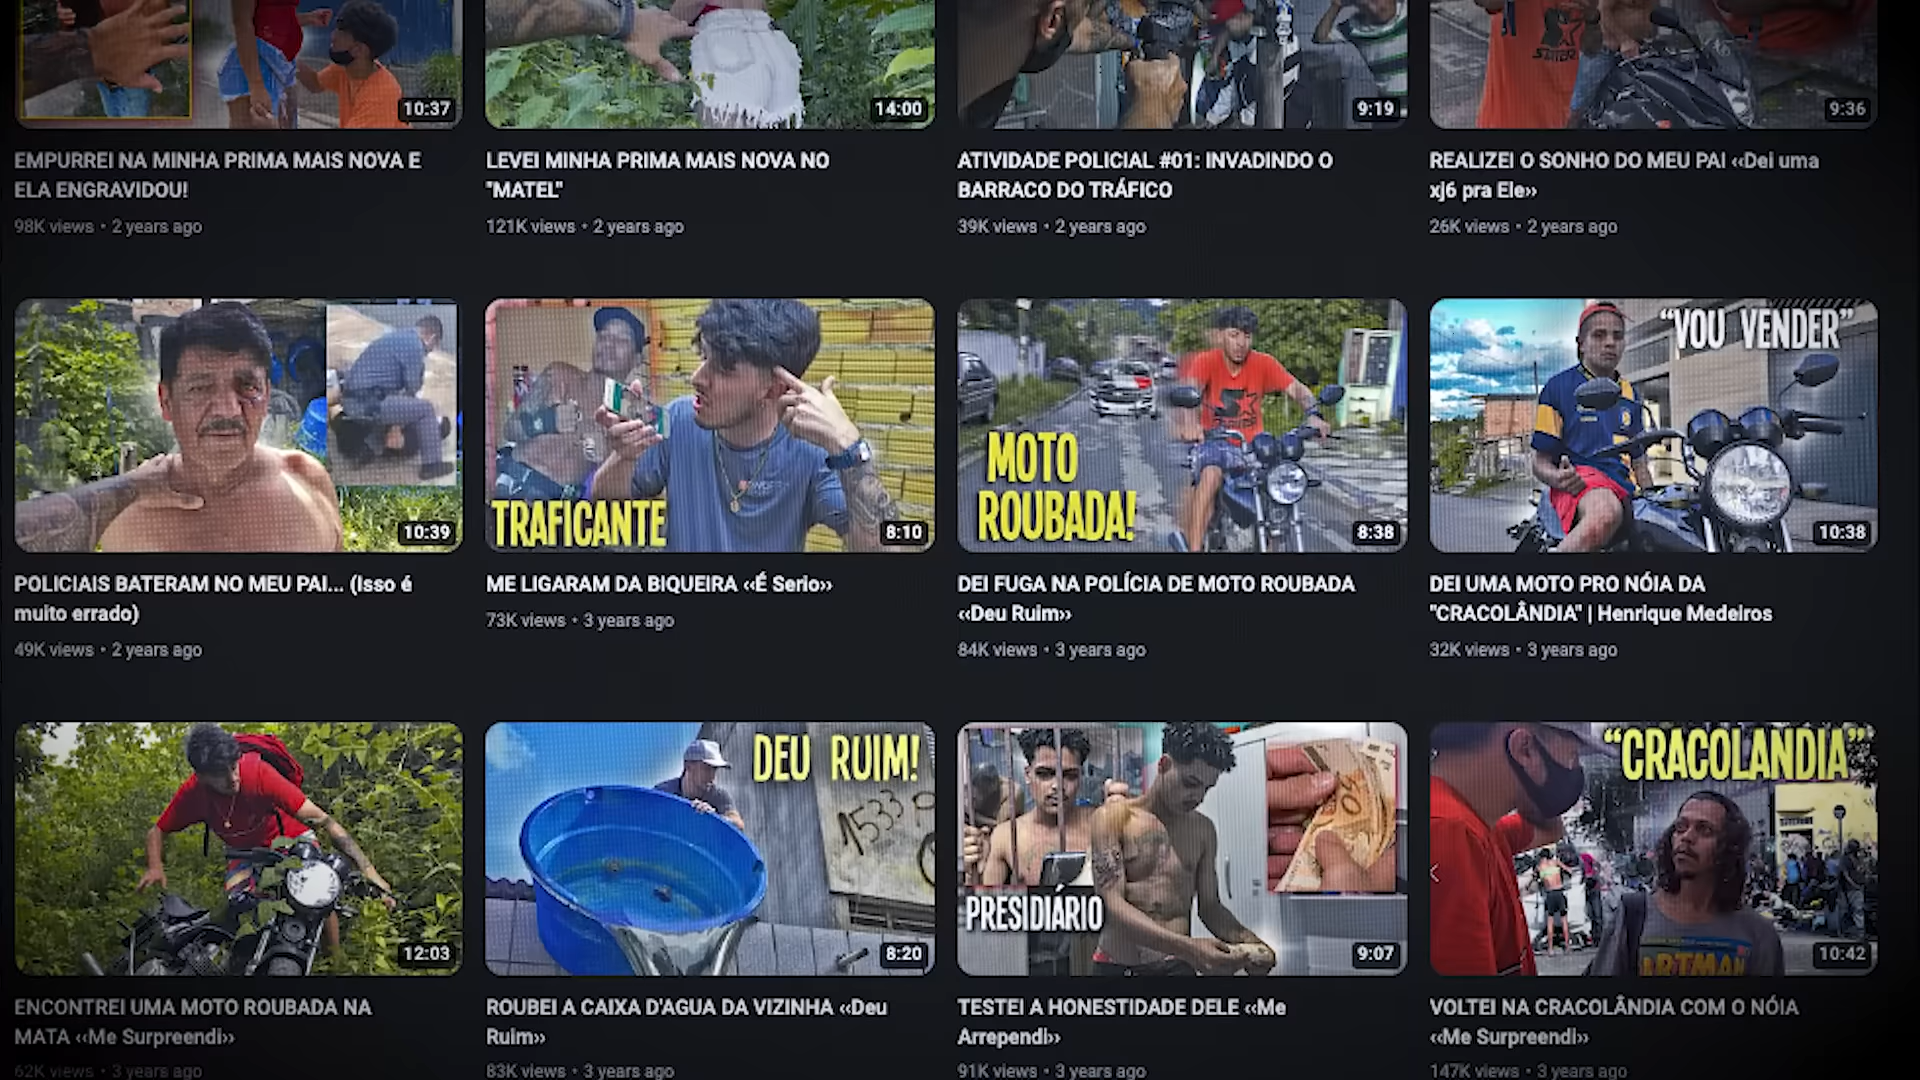 10:37
14:00
9:19
9:36
EMPURREI NA MINHA PRIMA MAIS NOVA E
ELA ENGRAVIDOU!
98K views • 2 years ago
LEVEI MINHA PRIMA MAIS NOVA NO
"MATEL"
121K views • 2 years ago
ATIVIDADE POLICIAL #01: INVADINDO O
BARRACO DO TRÁFICO
39K views • 2 years ago
REALIZEI O SONHO DO MEU PAI ‹‹Dei uma
xj6 pra Ele››
26K views • 2 years ago
10:39
TRAFICANTE
8:10
MOTO
ROUBADA!
8:38
“VOU VENDER”
10:38
POLICIAIS BATERAM NO MEU PAI... (Isso é
muito errado)
49K views • 2 years ago
ME LIGARAM DA BIQUEIRA ‹‹É Serio››
73K views • 3 years ago
DEI FUGA NA POLÍCIA DE MOTO ROUBADA
‹‹Deu Ruim››
84K views • 3 years ago
DEI UMA MOTO PRO NÓIA DA
"CRACOLÂNDIA" | Henrique Medeiros
32K views • 3 years ago
12:03
DEU RUIM!
1533
8:20
PRESIDIÁRIO
9:07
“CRACOLANDIA”
ARTMAN
10:42
ENCONTREI UMA MOTO ROUBADA NA
MATA ‹‹Me Surpreendi››
62K views • 3 years ago
ROUBEI A CAIXA D'AGUA DA VIZINHA ‹‹Deu
Ruim››
83K views • 3 years ago
TESTEI A HONESTIDADE DELE ‹‹Me
Arrependi››
91K views • 3 years ago
VOLTEI NA CRACOLÂNDIA COM O NÓIA
‹‹Me Surpreendi››
147K views • 3 years ago